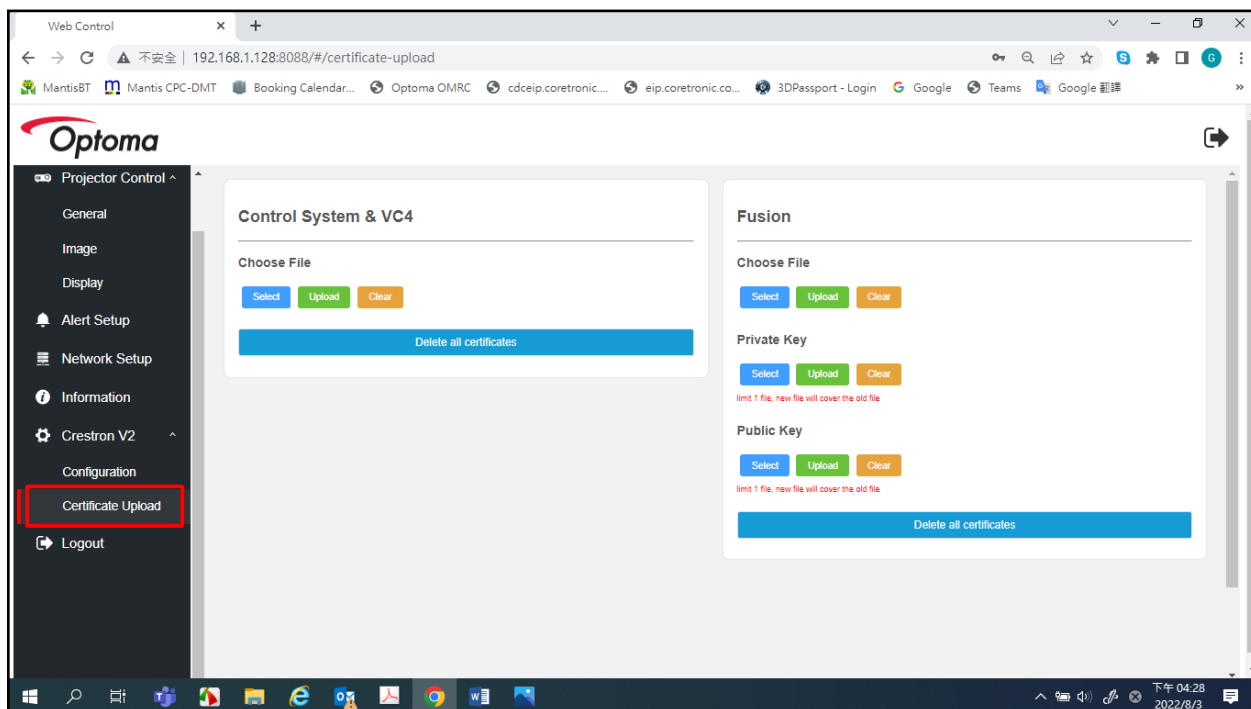 Web Control
不安全 | 192.168.1.128:8088/#/certificate-upload
G
MantisBT Mantis CPC-DMT Booking Calendar... Optoma OMRC cdceip.coretronic.... eip.coretronic.co... 3DPassport - Login Google Teams Google 翻譯 »
Optoma
Projector Control
General
Image
Display
Alert Setup
Network Setup
Information
Crestron V2
Configuration
Certificate Upload
Logout
Control System & VC4
Choose File
Select Upload Clear
Delete all certificates
Fusion
Choose File
Select Upload Clear
Private Key
Select Upload Clear
limit 1 file, new file will cover the old file
Public Key
Select Upload Clear
limit 1 file, new file will cover the old file
Delete all certificates
下午 04:28
2022/8/3